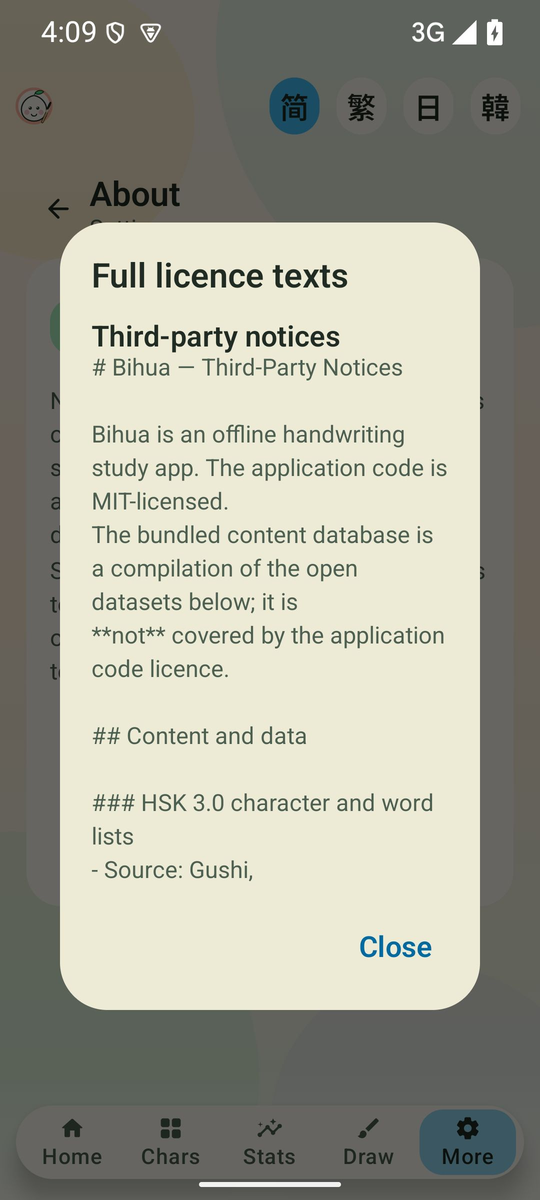 4:09
3G
简 繁 日 韓
About
Full licence texts
Third-party notices
# Bihua — Third-Party Notices
Bihua is an offline handwriting
study app. The application code is
MIT-licensed.
The bundled content database is
a compilation of the open
datasets below; it is
**not** covered by the application
code licence.
## Content and data
### HSK 3.0 character and word
lists
- Source: Gushi,
Close
Home Chars Stats Draw More